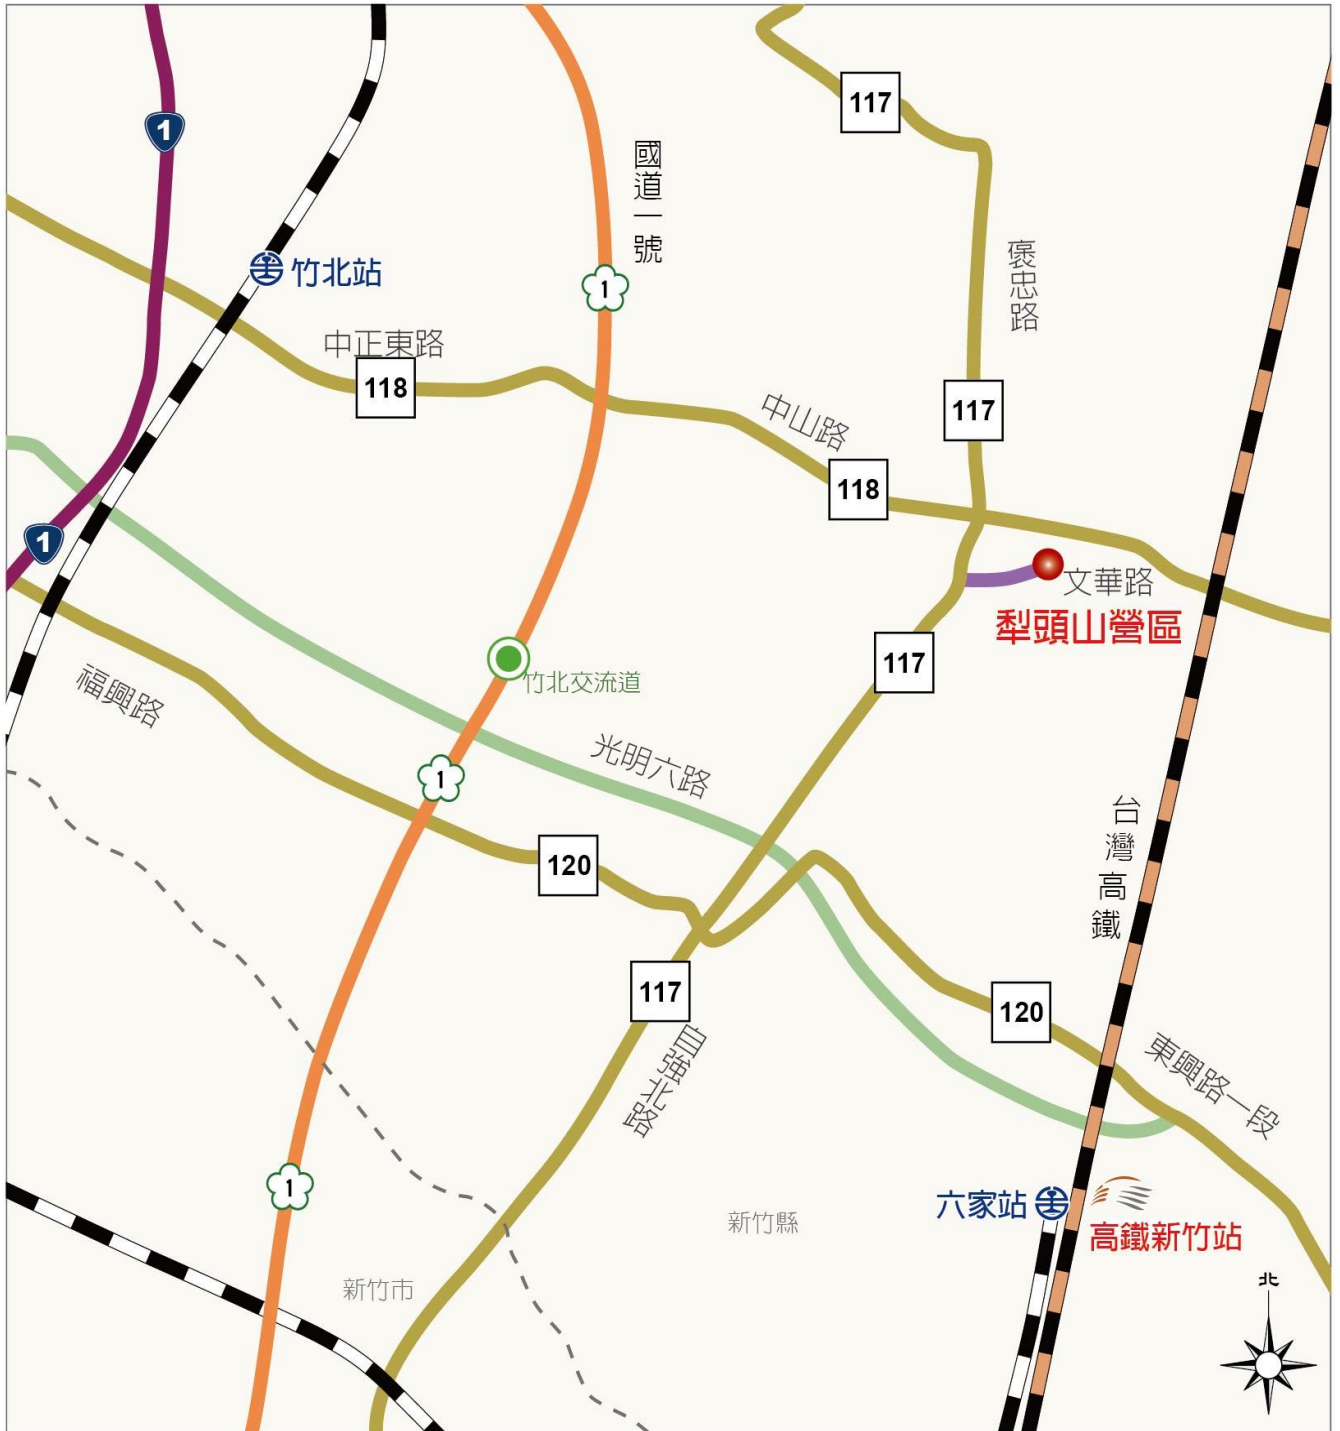 117
1
國道一號
褒忠路
竹北站
1
中正東路
118
中山路
117
118
1
文華路
犁頭山營區
117
竹北交流道
福興路
光明六路
1
台灣高鐵
120
117
120
自強北路
東興路一段
1
六家站
高鐵新竹站
新竹縣
新竹市
北